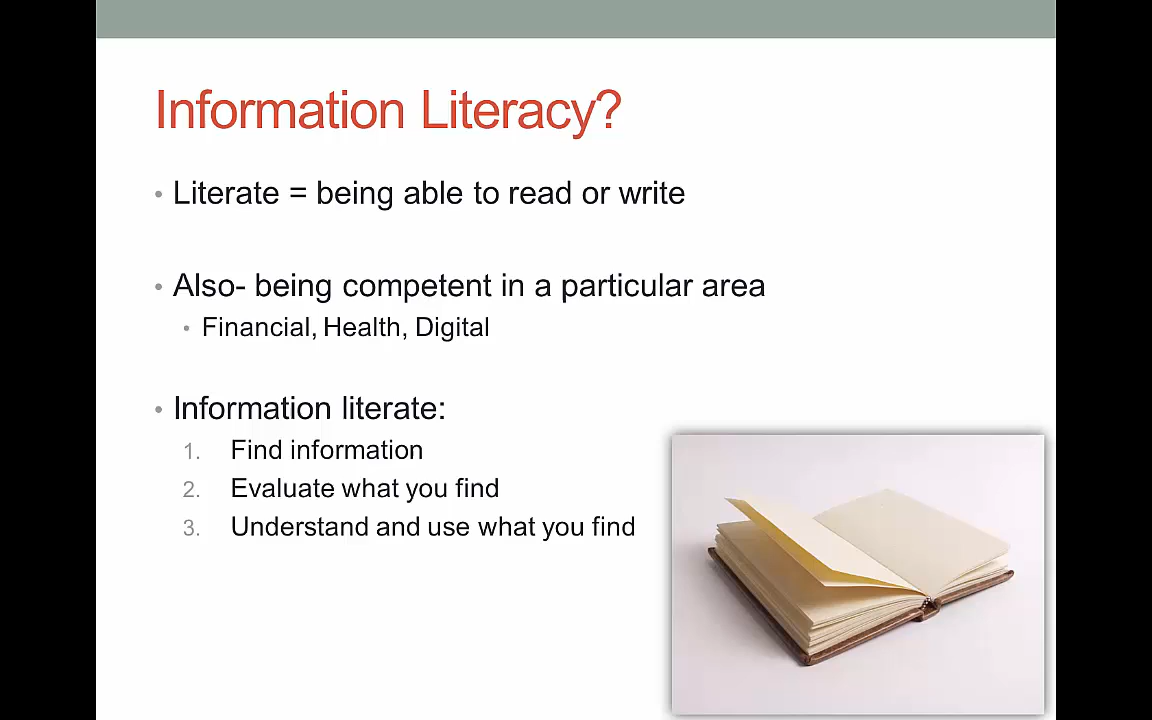 Information Literacy?
• Literate = being able to read or write
• Also- being competent in a particular area
• Financial, Health, Digital
• Information literate:
1. Find information
2. Evaluate what you find
3. Understand and use what you find